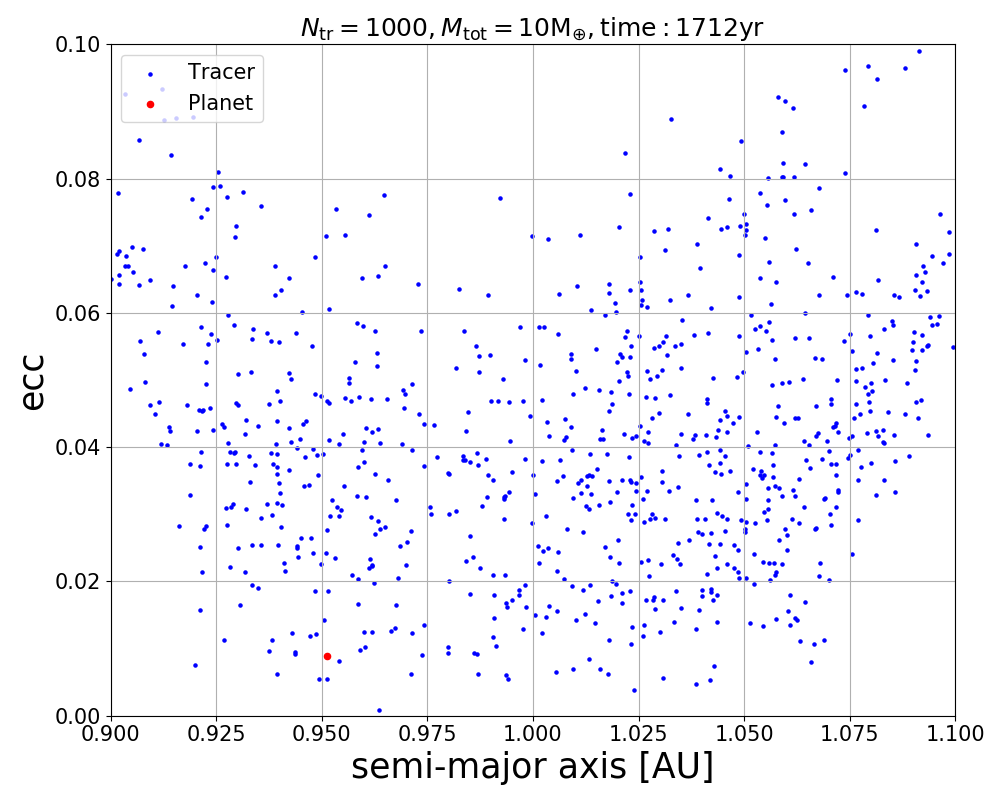 N_tr = 1000, M_tot = 10M_⊕, time : 1712yr
Tracer
Planet
ecc
0.10
0.08
0.06
0.04
0.02
0.00
0.900 0.925 0.950 0.975 1.000 1.025 1.050 1.075 1.100
semi-major axis [AU]